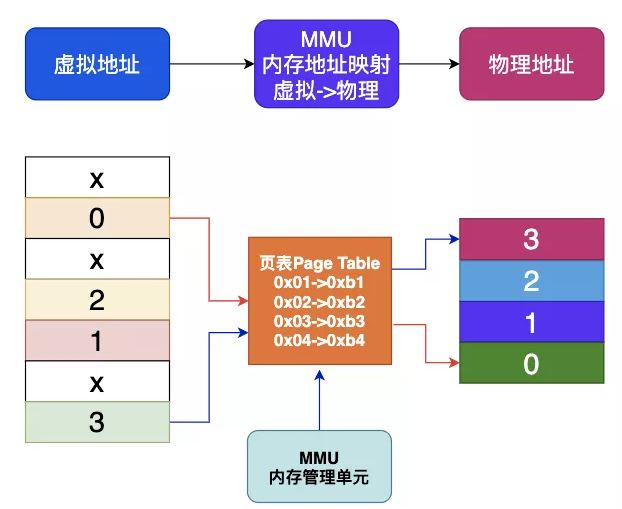 虚拟地址
MMU
内存地址映射
虚拟->物理
物理地址
x
0
x
2
1
x
3
页表Page Table
0x01->0xb1
0x02->0xb2
0x03->0xb3
0x04->0xb4
3
2
1
0
MMU
内存管理单元